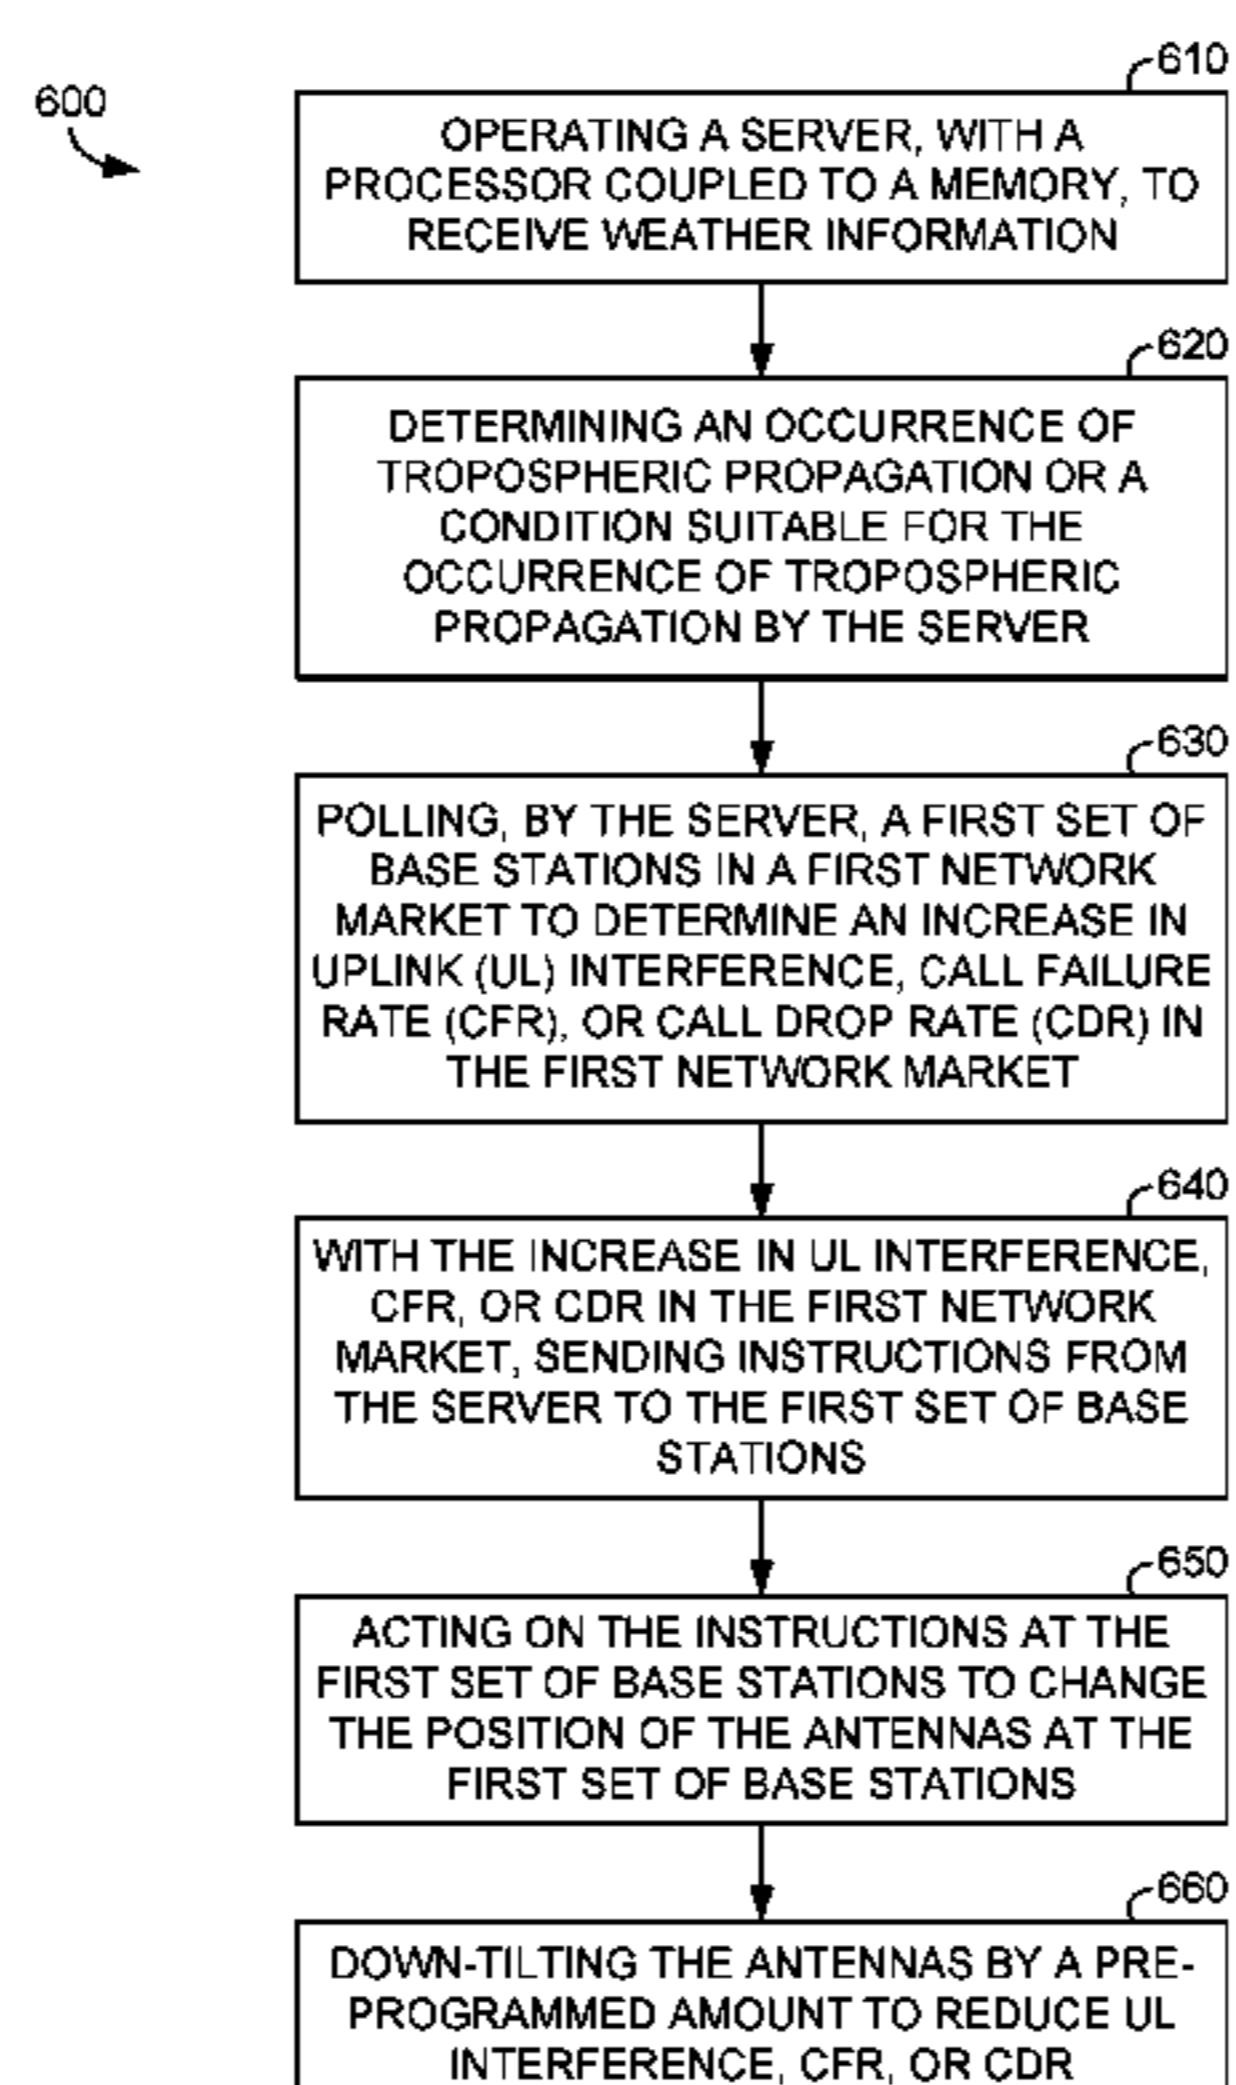 600
610
OPERATING A SERVER, WITH A
PROCESSOR COUPLED TO A MEMORY, TO
RECEIVE WEATHER INFORMATION
620
DETERMINING AN OCCURRENCE OF
TROPOSPHERIC PROPAGATION OR A
CONDITION SUITABLE FOR THE
OCCURRENCE OF TROPOSPHERIC
PROPAGATION BY THE SERVER
630
POLLING, BY THE SERVER, A FIRST SET OF
BASE STATIONS IN A FIRST NETWORK
MARKET TO DETERMINE AN INCREASE IN
UPLINK (UL) INTERFERENCE, CALL FAILURE
RATE (CFR), OR CALL DROP RATE (CDR) IN
THE FIRST NETWORK MARKET
640
WITH THE INCREASE IN UL INTERFERENCE,
CFR, OR CDR IN THE FIRST NETWORK
MARKET, SENDING INSTRUCTIONS FROM
THE SERVER TO THE FIRST SET OF BASE
STATIONS
650
ACTING ON THE INSTRUCTIONS AT THE
FIRST SET OF BASE STATIONS TO CHANGE
THE POSITION OF THE ANTENNAS AT THE
FIRST SET OF BASE STATIONS
660
DOWN-TILTING THE ANTENNAS BY A PRE-
PROGRAMMED AMOUNT TO REDUCE UL
INTERFERENCE, CFR, OR CDR